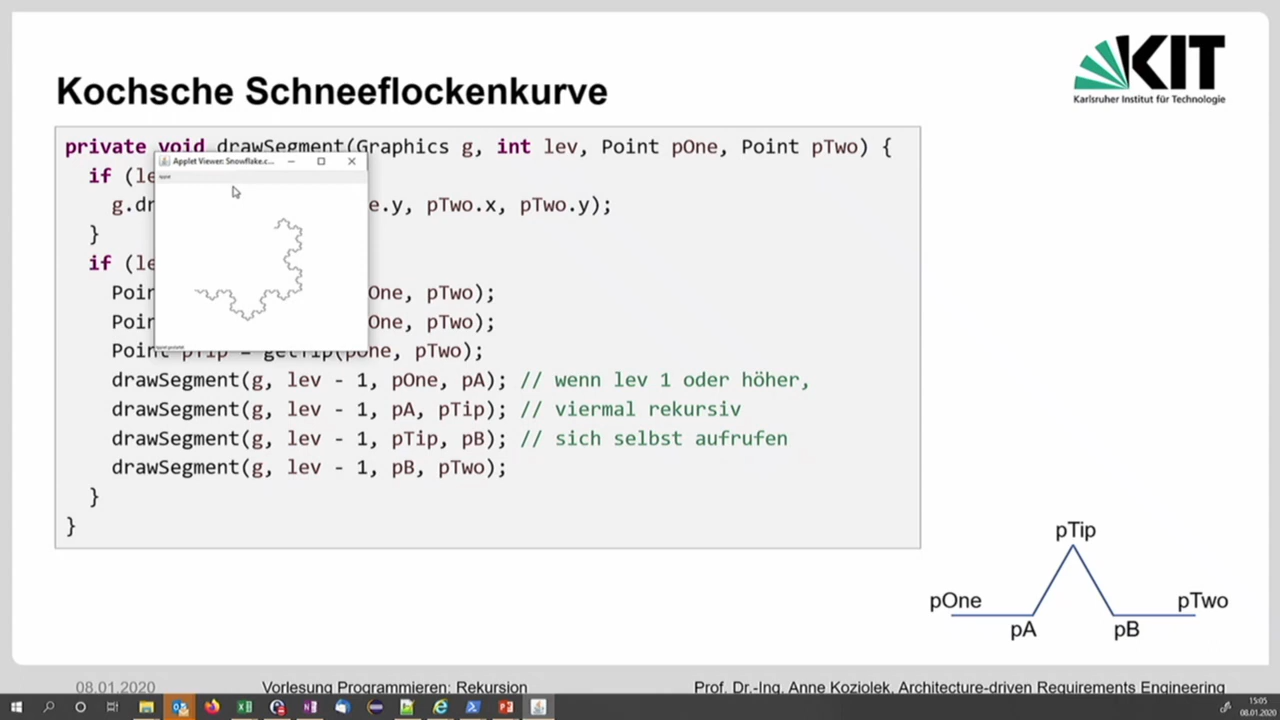 KIT
Karlsruher Institut für Technologie
Kochsche Schneeflockenkurve
private void drawSegment(Graphics g, int lev, Point pOne, Point pTwo) {
Applet Viewer: Snowflake.c...
if (le
g.dr e.y, pTwo.x, pTwo.y);
}
if (le
Poin One, pTwo);
Poin One, pTwo);
Point pTip = getTip(pOne, pTwo);
drawSegment(g, lev - 1, pOne, pA); // wenn lev 1 oder höher,
drawSegment(g, lev - 1, pA, pTip); // viermal rekursiv
drawSegment(g, lev - 1, pTip, pB); // sich selbst aufrufen
drawSegment(g, lev - 1, pB, pTwo);
}
}
pTip
pOne
pTwo
pA
pB
08.01.2020 Vorlesung Programmieren: Rekursion Prof. Dr.-Ing. Anne Koziolek, Architecture-driven Requirements Engineering
15:05
08.01.2020